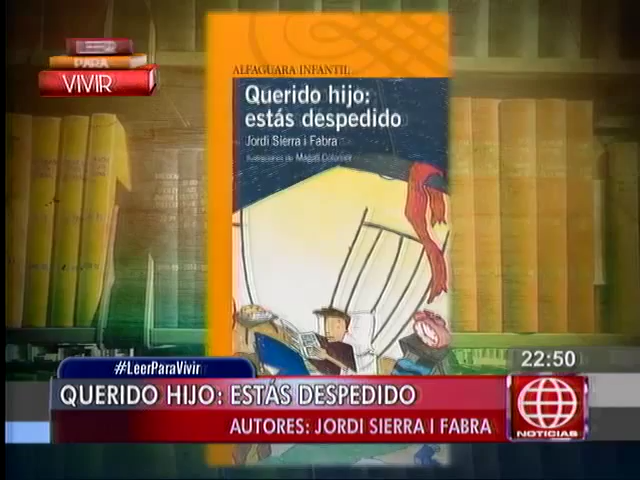 LEER
PARA
VIVIR
ALFAGUARA INFANTIL
Querido hijo:
estás despedido
Jordi Sierra i Fabra
Ilustraciones de Magali Colomer
#LeerParaVivir
22:50
QUERIDO HIJO: ESTÁS DESPEDIDO
AUTORES: JORDI SIERRA I FABRA
NOTICIAS